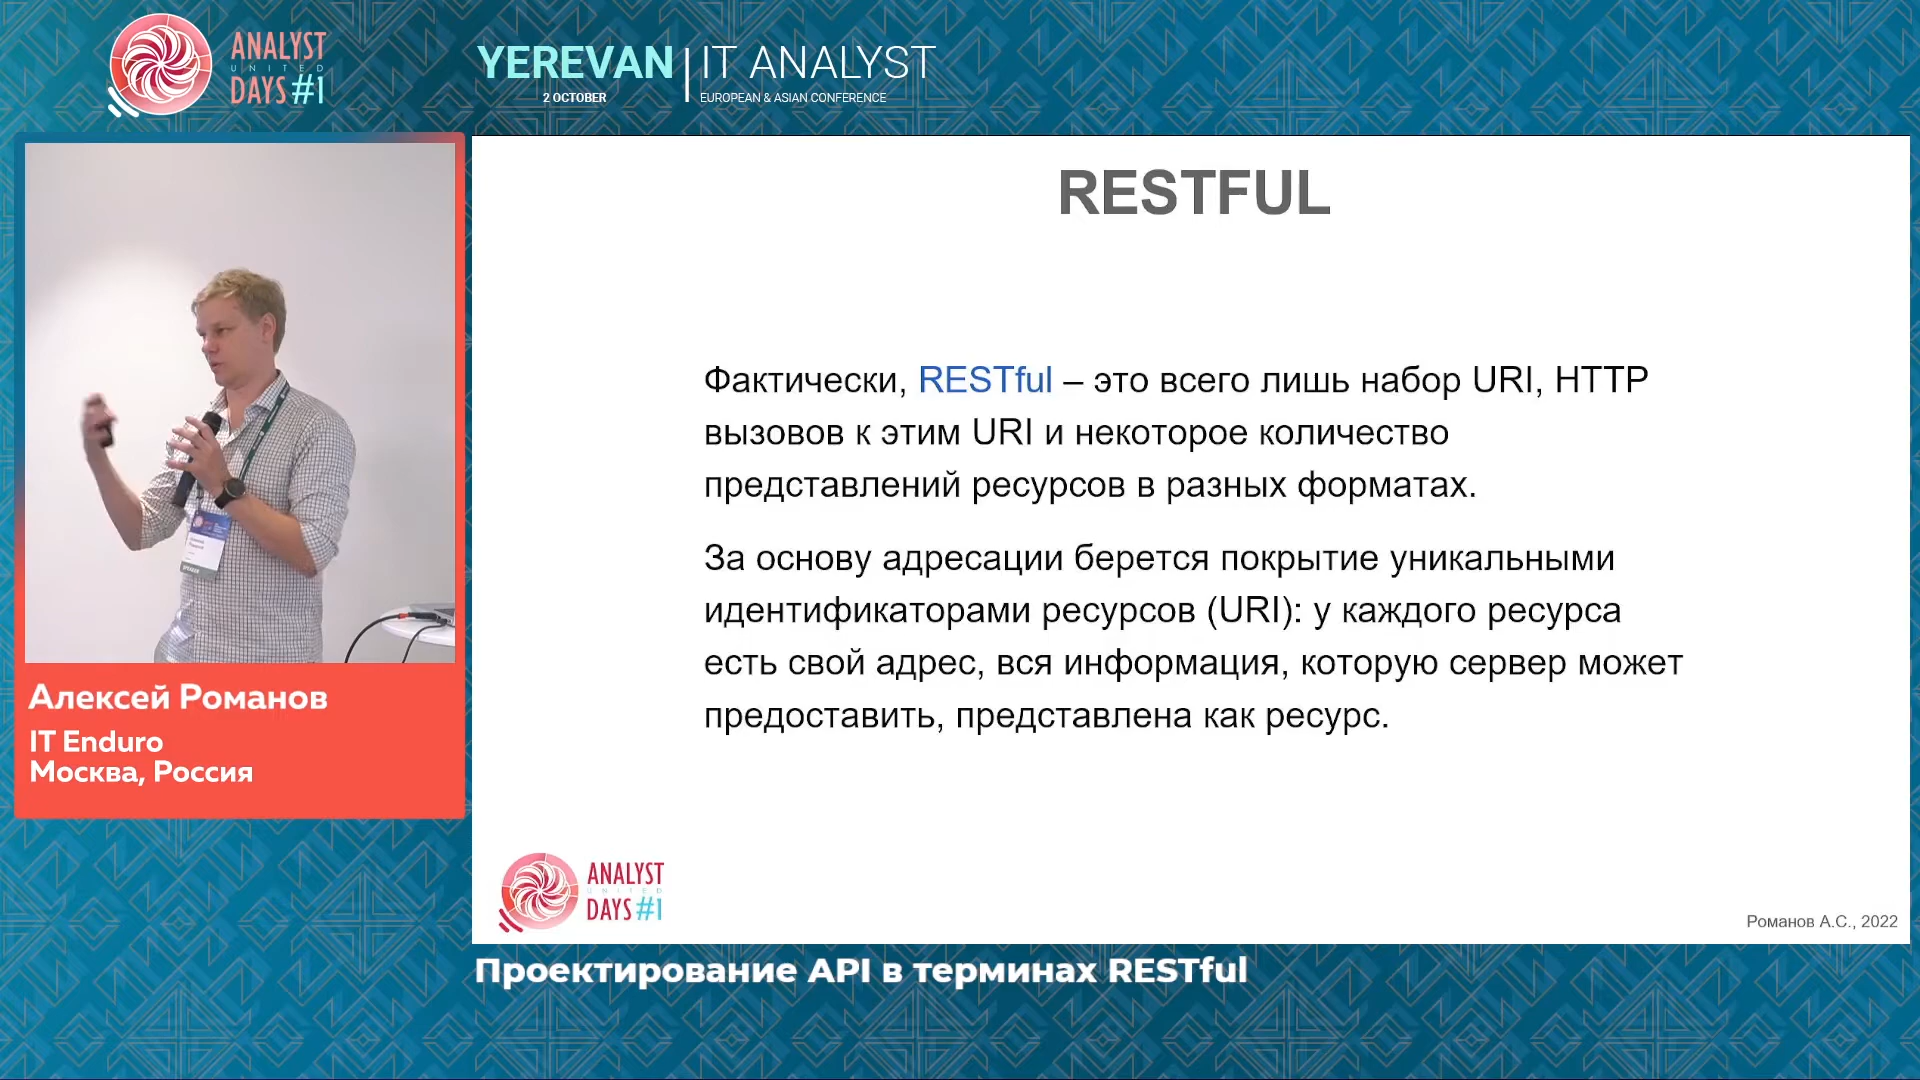 ANALYST
UNITED
DAYS #1
YEREVAN
2 OCTOBER
IT ANALYST
EUROPEAN & ASIAN CONFERENCE
Алексей Романов
IT Enduro
Москва, Россия
RESTFUL
Фактически, RESTful – это всего лишь набор URI, HTTP
вызовов к этим URI и некоторое количество
представлений ресурсов в разных форматах.
За основу адресации берется покрытие уникальными
идентификаторами ресурсов (URI): у каждого ресурса
есть свой адрес, вся информация, которую сервер может
предоставить, представлена как ресурс.
ANALYST
UNITED
DAYS #1
Романов А.С., 2022
Проектирование API в терминах RESTful